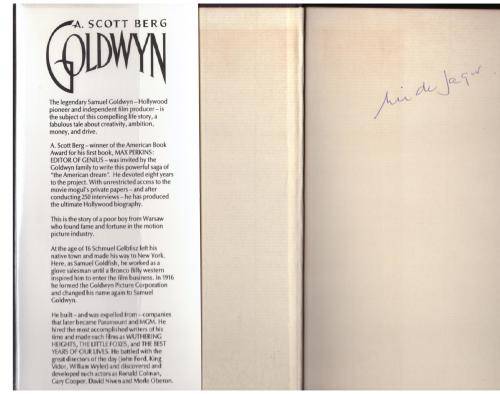 A. SCOTT BERG
GOLDWYN
The legendary Samuel Goldwyn – Hollywood
pioneer and independent film producer – is
the subject of this compelling life story, a
fabulous tale about creativity, ambition,
money, and drive.
A. Scott Berg – winner of the American Book
Award for his first book, MAX PERKINS:
EDITOR OF GENIUS – was invited by the
Goldwyn family to write this powerful saga of
"the American dream". He devoted eight years
to the project. With unrestricted access to the
movie mogul's private papers – and after
conducting 250 interviews – he has produced
the ultimate Hollywood biography.
This is the story of a poor boy from Warsaw
who found fame and fortune in the motion
picture industry.
At the age of 16 Schmuel Gelbfisz left his
native town and made his way to New York.
Here, as Samuel Goldfish, he worked as a
glove salesman until a Bronco Billy western
inspired him to enter the film business. In 1916
he formed the Goldwyn Picture Corporation
and changed his name again to Samuel
Goldwyn.
He built – and was expelled from – companies
that later became Paramount and MGM. He
hired the most accomplished writers of his
time and made such films as WUTHERING
HEIGHTS, THE LITTLE FOXES, and THE BEST
YEARS OF OUR LIVES. He battled with the
great directors of the day (John Ford, King
Vidor, William Wyler) and discovered and
developed such actors as Ronald Colman,
Gary Cooper, David Niven and Merle Oberon.
de Jager